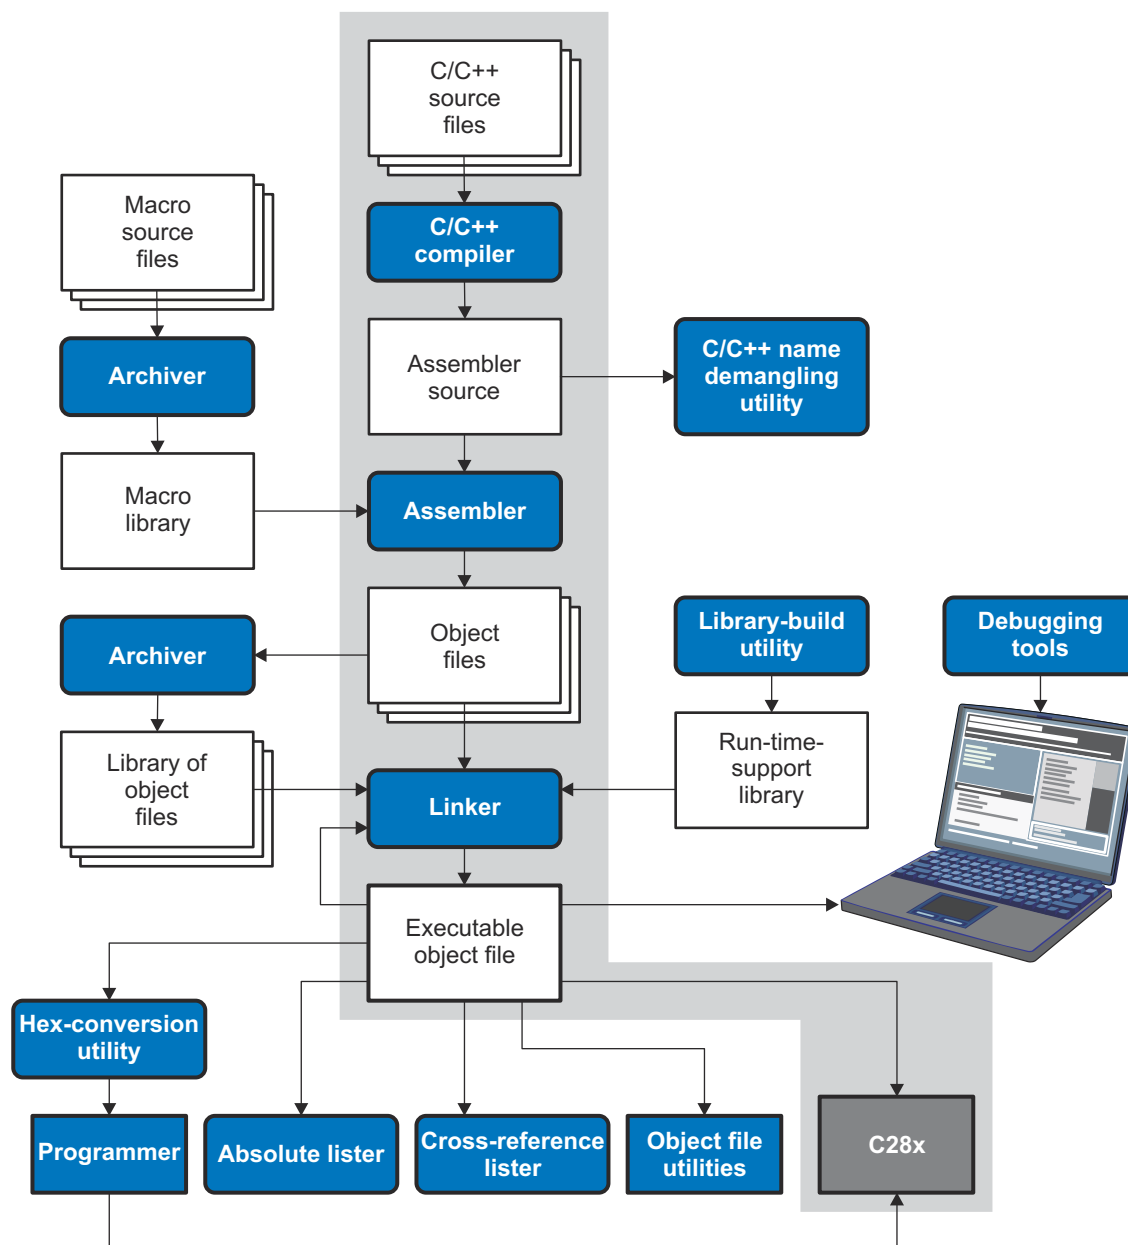 C/C++
source
files
Macro
source
files
C/C++
compiler
Archiver
Assembler
source
C/C++ name
demangling
utility
Macro
library
Assembler
Archiver
Object
files
Library-build
utility
Debugging
tools
Library of
object
files
Linker
Run-time-
support
library
Executable
object file
Hex-conversion
utility
Programmer
Absolute lister
Cross-reference
lister
Object file
utilities
C28x